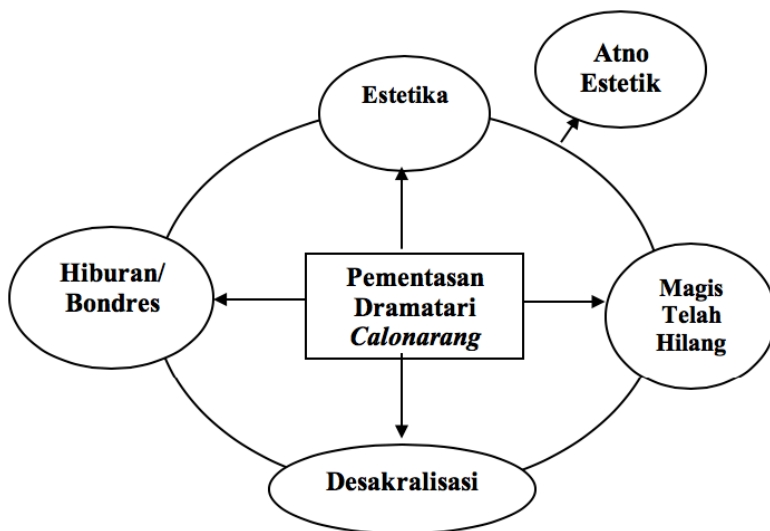 Atno
Estetik
Estetika
Hiburan/
Bondres
Pementasan
Dramatari
Calonarang
Magis
Telah
Hilang
Desakralisasi